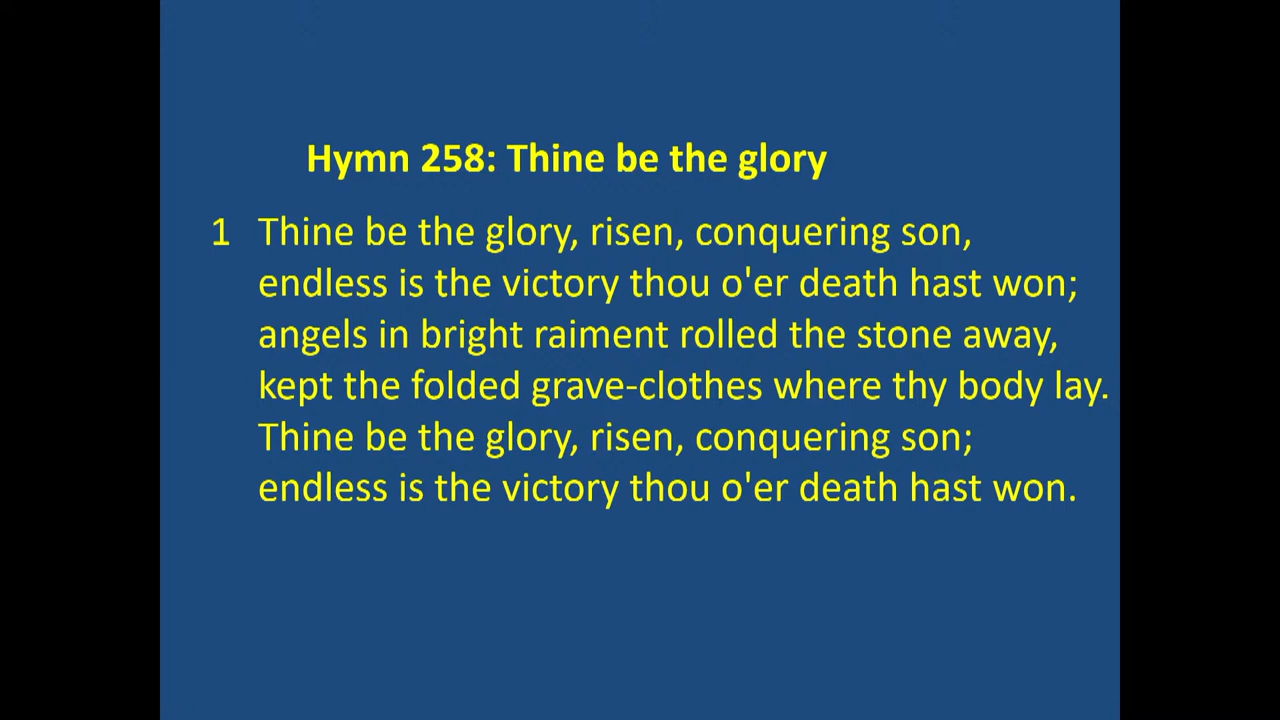 Hymn 258: Thine be the glory
1 Thine be the glory, risen, conquering son,
endless is the victory thou o'er death hast won;
angels in bright raiment rolled the stone away,
kept the folded grave-clothes where thy body lay.
Thine be the glory, risen, conquering son;
endless is the victory thou o'er death hast won.